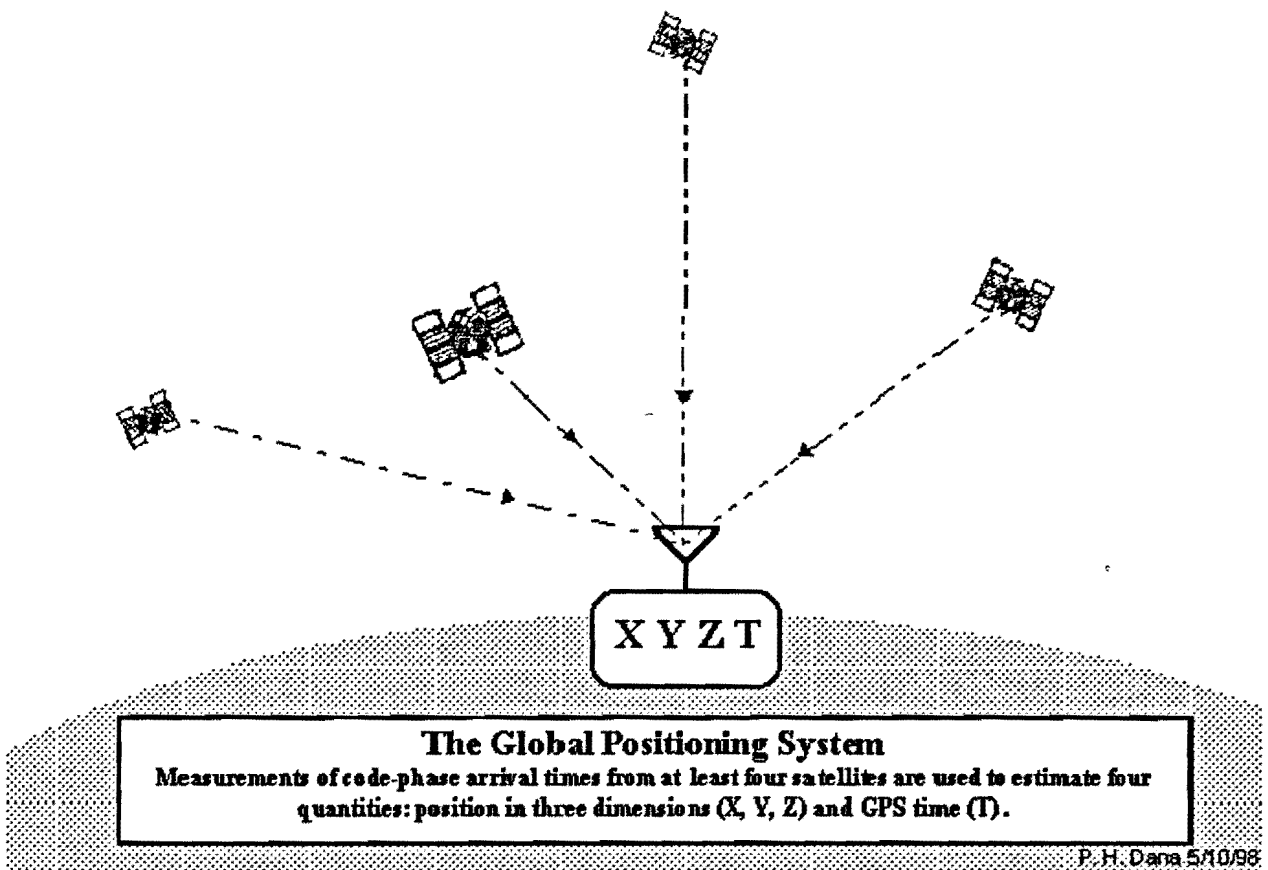 X Y Z T
The Global Positioning System
Measurements of code-phase arrival times from at least four satellites are used to estimate four
quantities: position in three dimensions (X, Y, Z) and GPS time (T).
P. H. Dana 5/10/98